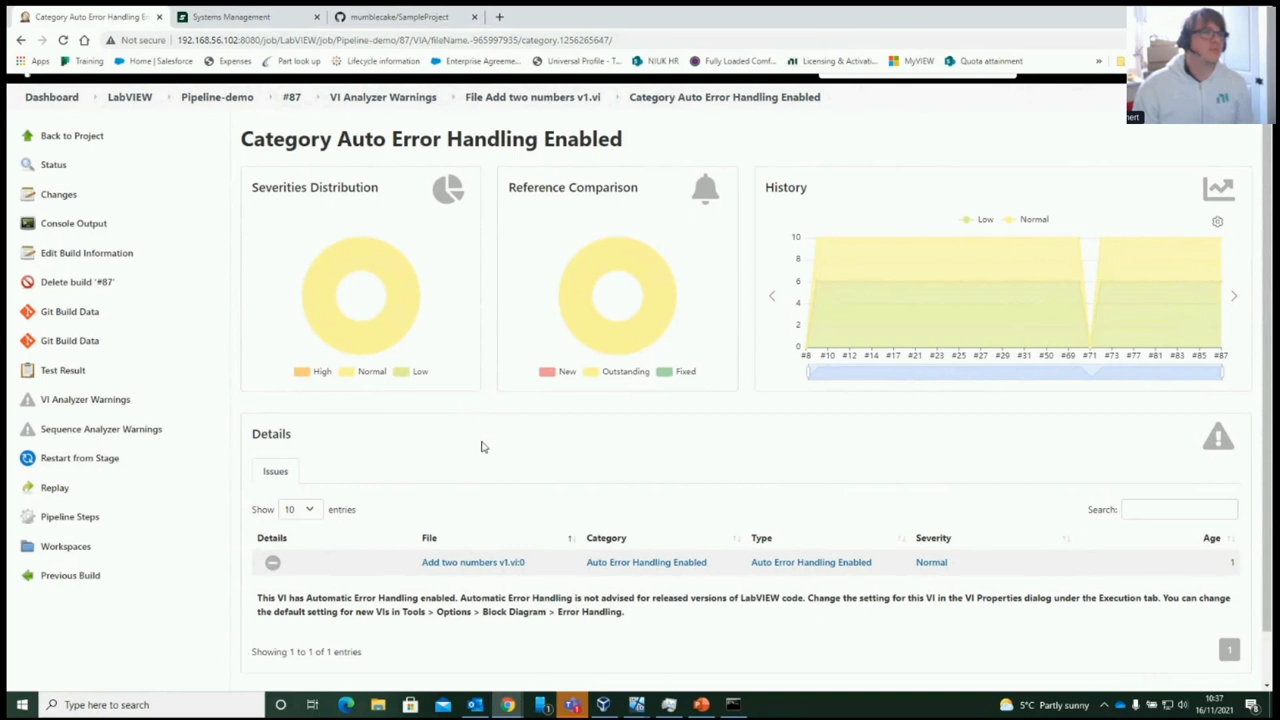 Category Auto Error Handling En
Systems Management
mumblecake/SampleProject
Not secure 192.168.56.102:8080/job/LabVIEW/job/Pipeline-demo/87/VIA/fileName.-965997935/category.1256265647/
Apps Training Home | Salesforce Expenses Part look up Lifecycle information Enterprise Agreeme... Universal Profile - T... NIUK HR Fully Loaded Comf... Licensing & Activati... MyVIEW Quota attainment »
Dashboard LabVIEW Pipeline-demo #87 VI Analyzer Warnings File Add two numbers v1.vi Category Auto Error Handling Enabled
Back to Project
Status
Changes
Console Output
Edit Build Information
Delete build '#87'
Git Build Data
Git Build Data
Test Result
VI Analyzer Warnings
Sequence Analyzer Warnings
Restart from Stage
Replay
Pipeline Steps
Workspaces
Previous Build
Category Auto Error Handling Enabled
Severities Distribution
High Normal Low
Reference Comparison
New Outstanding Fixed
History
Low Normal
10
8
6
4
2
0
#8 #10 #12 #14 #17 #21 #23 #25 #27 #29 #31 #50 #69 #71 #73 #77 #81 #83 #85 #87
Details
Issues
Show 10 entries
Search:
Details File Category Type Severity Age
Add two numbers v1.vi:0 Auto Error Handling Enabled Auto Error Handling Enabled Normal 1
This VI has Automatic Error Handling enabled. Automatic Error Handling is not advised for released versions of LabVIEW code. Change the setting for this VI in the VI Properties dialog under the Execution tab. You can change
the default setting for new VIs in Tools > Options > Block Diagram > Error Handling.
Showing 1 to 1 of 1 entries
1
Type here to search
5°C Partly sunny
10:37
16/11/2021